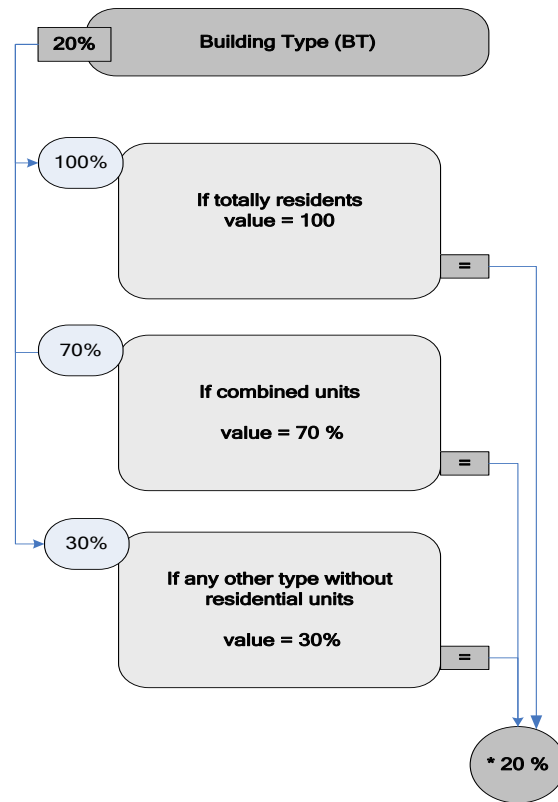 20%
Building Type (BT)
100%
If totally residents
value = 100
=
70%
If combined units
value = 70 %
=
30%
If any other type without
residential units
value = 30%
=
* 20 %